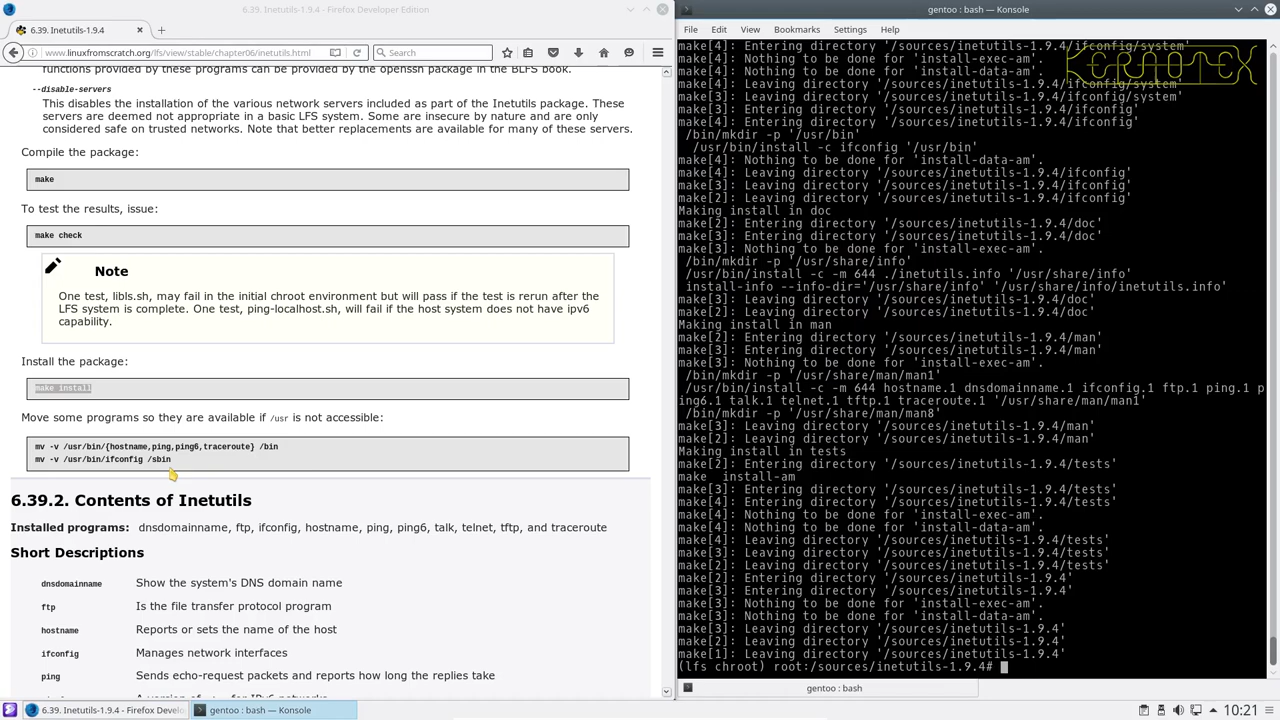 6.39. Inetutils-1.9.4 - Firefox Developer Edition
6.39. Inetutils-1.9.4
www.linuxfromscratch.org/lfs/view/stable/chapter06/inetutils.html
Search
functions provided by these programs can be provided by the openssh package in the BLFS book.
--disable-servers
This disables the installation of the various network servers included as part of the Inetutils package. These
servers are deemed not appropriate in a basic LFS system. Some are insecure by nature and are only
considered safe on trusted networks. Note that better replacements are available for many of these servers.
Compile the package:
make
To test the results, issue:
make check
Note
One test, libls.sh, may fail in the initial chroot environment but will pass if the test is rerun after the
LFS system is complete. One test, ping-localhost.sh, will fail if the host system does not have ipv6
capability.
Install the package:
make install
Move some programs so they are available if /usr is not accessible:
mv -v /usr/bin/{hostname,ping,ping6,traceroute} /bin
mv -v /usr/bin/ifconfig /sbin
6.39.2. Contents of Inetutils
Installed programs: dnsdomainname, ftp, ifconfig, hostname, ping, ping6, talk, telnet, tftp, and traceroute
Short Descriptions
dnsdomainname Show the system's DNS domain name
ftp Is the file transfer protocol program
hostname Reports or sets the name of the host
ifconfig Manages network interfaces
ping Sends echo-request packets and reports how long the replies take
gentoo : bash — Konsole
File Edit View Bookmarks Settings Help
KERNOTEX
make[4]: Entering directory '/sources/inetutils-1.9.4/ifconfig/system'
make[4]: Nothing to be done for 'install-exec-am'.
make[4]: Nothing to be done for 'install-data-am'.
make[4]: Leaving directory '/sources/inetutils-1.9.4/ifconfig/system'
make[3]: Leaving directory '/sources/inetutils-1.9.4/ifconfig/system'
make[3]: Entering directory '/sources/inetutils-1.9.4/ifconfig'
make[4]: Entering directory '/sources/inetutils-1.9.4/ifconfig'
/bin/mkdir -p '/usr/bin'
/usr/bin/install -c ifconfig '/usr/bin'
make[4]: Nothing to be done for 'install-data-am'.
make[4]: Leaving directory '/sources/inetutils-1.9.4/ifconfig'
make[3]: Leaving directory '/sources/inetutils-1.9.4/ifconfig'
make[2]: Leaving directory '/sources/inetutils-1.9.4/ifconfig'
Making install in doc
make[2]: Entering directory '/sources/inetutils-1.9.4/doc'
make[3]: Entering directory '/sources/inetutils-1.9.4/doc'
make[3]: Nothing to be done for 'install-exec-am'.
/bin/mkdir -p '/usr/share/info'
/usr/bin/install -c -m 644 ./inetutils.info '/usr/share/info'
install-info --info-dir='/usr/share/info' '/usr/share/info/inetutils.info'
make[3]: Leaving directory '/sources/inetutils-1.9.4/doc'
make[2]: Leaving directory '/sources/inetutils-1.9.4/doc'
Making install in man
make[2]: Entering directory '/sources/inetutils-1.9.4/man'
make[3]: Entering directory '/sources/inetutils-1.9.4/man'
make[3]: Nothing to be done for 'install-exec-am'.
/bin/mkdir -p '/usr/share/man/man1'
/usr/bin/install -c -m 644 hostname.1 dnsdomainname.1 ifconfig.1 ftp.1 ping.1 p
ing6.1 talk.1 telnet.1 tftp.1 traceroute.1 '/usr/share/man/man1'
/bin/mkdir -p '/usr/share/man/man8'
make[3]: Leaving directory '/sources/inetutils-1.9.4/man'
make[2]: Leaving directory '/sources/inetutils-1.9.4/man'
Making install in tests
make[2]: Entering directory '/sources/inetutils-1.9.4/tests'
make install-am
make[3]: Entering directory '/sources/inetutils-1.9.4/tests'
make[4]: Entering directory '/sources/inetutils-1.9.4/tests'
make[4]: Nothing to be done for 'install-exec-am'.
make[4]: Nothing to be done for 'install-data-am'.
make[4]: Leaving directory '/sources/inetutils-1.9.4/tests'
make[3]: Leaving directory '/sources/inetutils-1.9.4/tests'
make[2]: Leaving directory '/sources/inetutils-1.9.4/tests'
make[2]: Entering directory '/sources/inetutils-1.9.4'
make[3]: Entering directory '/sources/inetutils-1.9.4'
make[3]: Nothing to be done for 'install-exec-am'.
make[3]: Nothing to be done for 'install-data-am'.
make[3]: Leaving directory '/sources/inetutils-1.9.4'
make[2]: Leaving directory '/sources/inetutils-1.9.4'
make[1]: Leaving directory '/sources/inetutils-1.9.4'
(lfs chroot) root:/sources/inetutils-1.9.4#
gentoo : bash
6.39. Inetutils-1.9.4 - Firefox Devel
gentoo : bash — Konsole
10:21